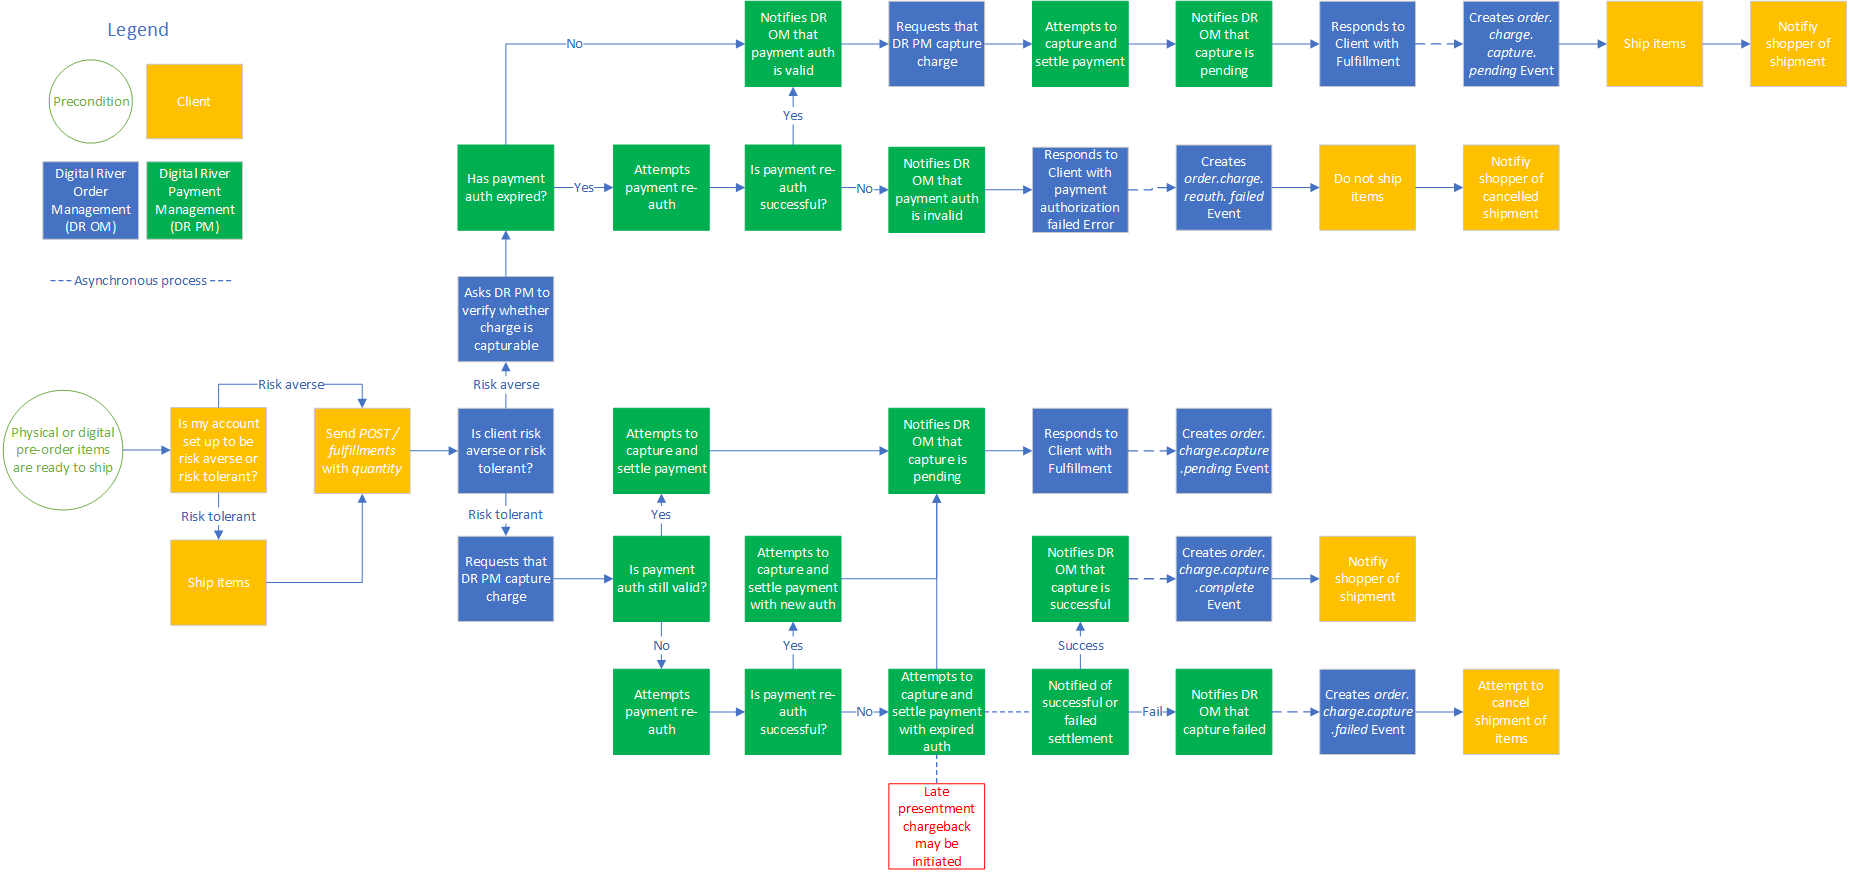 Legend
Precondition
Client
Digital River
Order
Management
(DR OM)
Digital River
Payment
Management
(DR PM)
Asynchronous process
No
Notifies DR
OM that
payment auth
is valid
Requests that
DR PM capture
charge
Attempts to
capture and
settle payment
Notifies DR
OM that
capture is
pending
Responds to
Client with
Fulfillment
Creates order.
charge.
capture.
pending Event
Ship items
Notifiy
shopper of
shipment
Yes
Has payment
auth expired?
Yes
Attempts
payment re-
auth
Is payment re-
auth
successful?
No
Notifies DR
OM that
payment auth
is invalid
Responds to
Client with
payment
authorization
failed Error
Creates
order.charge.
reauth. failed
Event
Do not ship
items
Notifiy
shopper of
cancelled
shipment
Asks DR PM to
verify whether
charge is
capturable
Risk averse
Risk averse
Physical or digital
pre-order items
are ready to ship
Is my account
set up to be
risk averse or
risk tolerant?
Send POST /
fulfillments
with quantity
Is client risk
averse or risk
tolerant?
Attempts to
capture and
settle payment
Notifies DR
OM that
capture is
pending
Responds to
Client with
Fulfillment
Creates order.
charge.capture
.pending Event
Risk tolerant
Risk tolerant
Yes
Ship items
Requests that
DR PM capture
charge
Is payment
auth still valid?
Attempts to
capture and
settle payment
with new auth
Notifies DR
OM that
capture is
successful
Creates order.
charge.capture
.complete
Event
Notifiy
shopper of
shipment
No
Yes
Success
Attempts
payment re-
auth
Is payment re-
auth
successful?
No
Attempts to
capture and
settle payment
with expired
auth
Notified of
successful or
failed
settlement
Fail
Notifies DR
OM that
capture failed
Creates order.
charge.capture
.failed Event
Attempt to
cancel
shipment of
items
Late
presentment
chargeback
may be
initiated